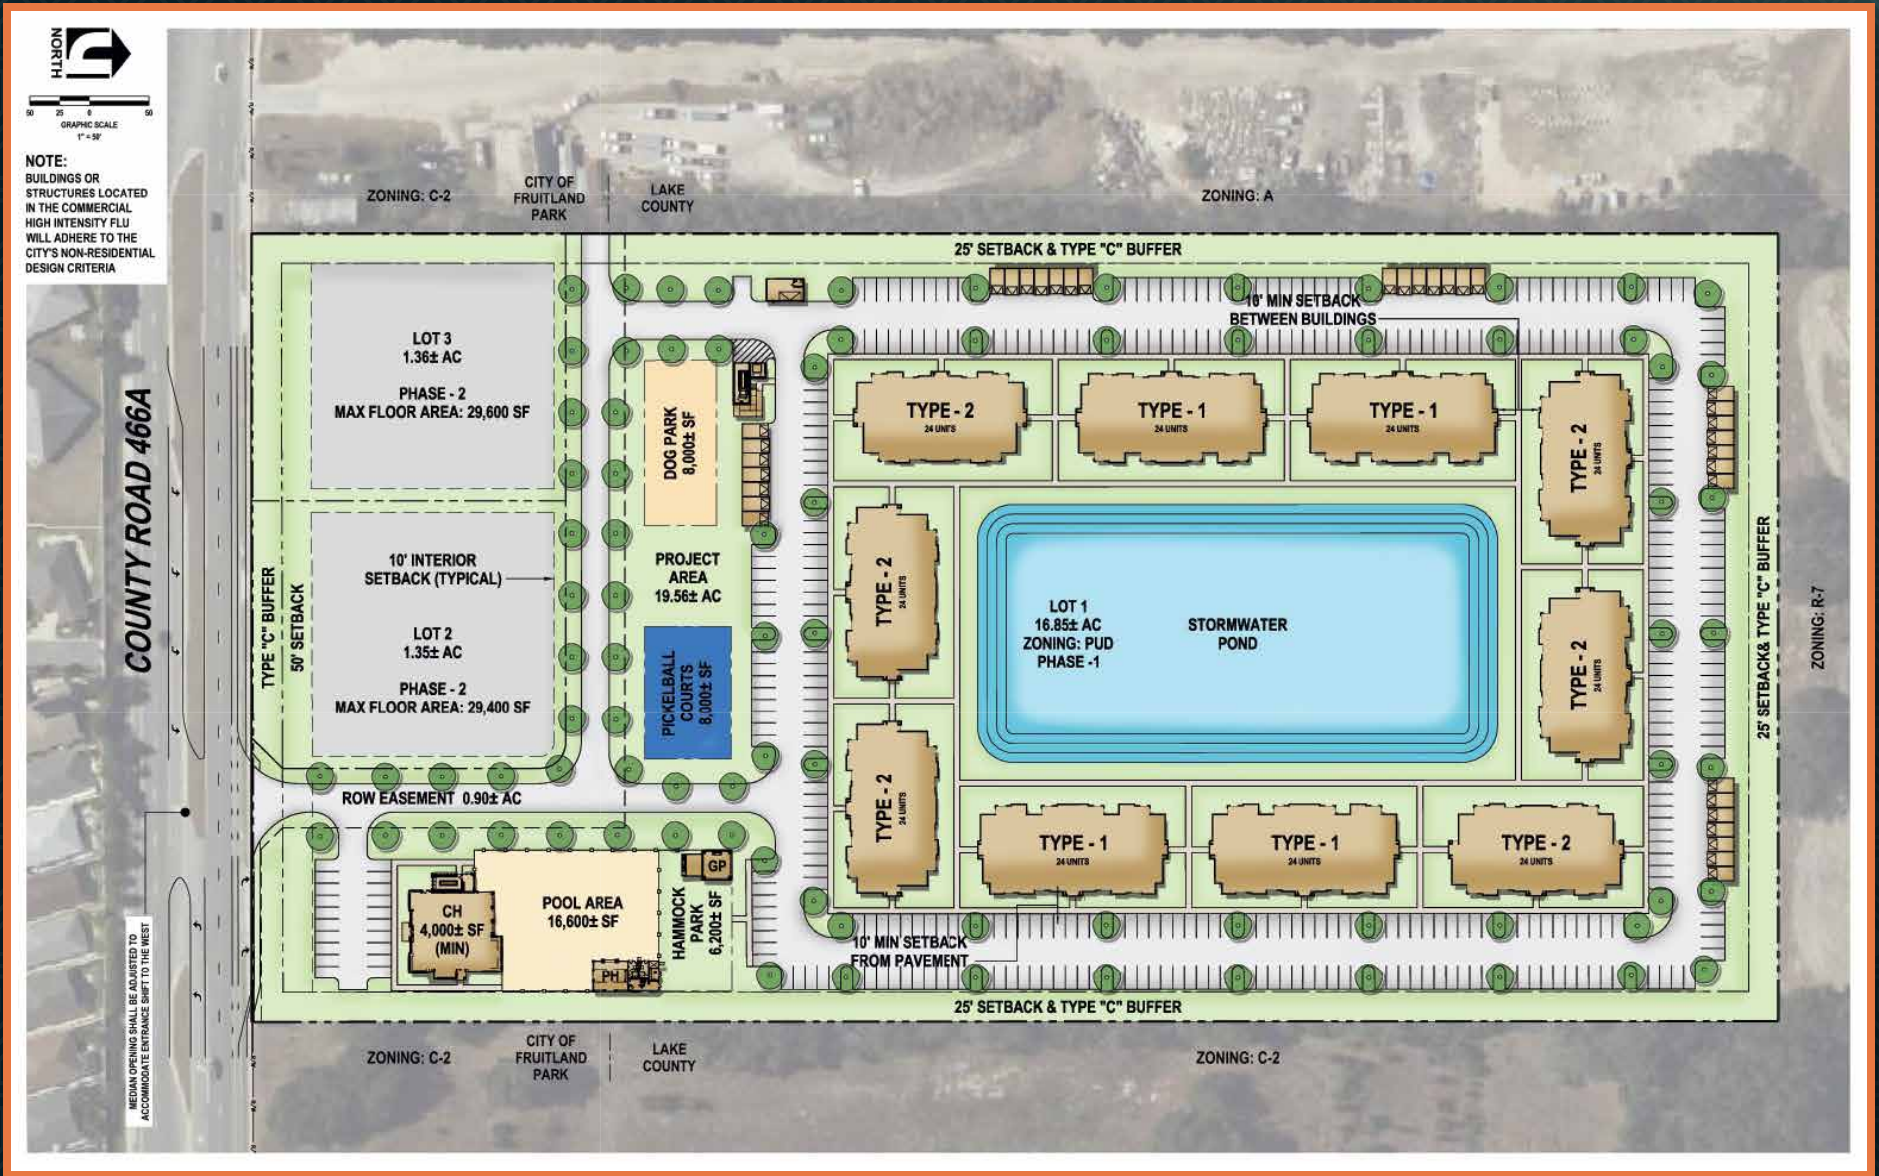 NORTH
50 25 0 50
GRAPHIC SCALE
1" = 50'
NOTE:
BUILDINGS OR
STRUCTURES LOCATED
IN THE COMMERCIAL
HIGH INTENSITY FLU
WILL ADHERE TO THE
CITY'S NON-RESIDENTIAL
DESIGN CRITERIA
ZONING: C-2
CITY OF
FRUITLAND
PARK
LAKE
COUNTY
ZONING: A
25' SETBACK & TYPE "C" BUFFER
10' MIN SETBACK
BETWEEN BUILDINGS
LOT 3
1.36± AC
PHASE - 2
MAX FLOOR AREA: 29,600 SF
DOG PARK
8,000± SF
TYPE - 2
24 UNITS
TYPE - 1
24 UNITS
TYPE - 1
24 UNITS
TYPE - 2
24 UNITS
COUNTY ROAD 466A
TYPE "C" BUFFER
50' SETBACK
10' INTERIOR
SETBACK (TYPICAL)
LOT 2
1.35± AC
PHASE - 2
MAX FLOOR AREA: 29,400 SF
PROJECT
AREA
19.56± AC
PICKELBALL
COURTS
8,000± SF
TYPE - 2
24 UNITS
LOT 1
16.85± AC
ZONING: PUD
PHASE -1
STORMWATER
POND
TYPE - 2
24 UNITS
25' SETBACK& TYPE "C" BUFFER
ZONING: R-7
ROW EASEMENT 0.90± AC
TYPE - 2
24 UNITS
TYPE - 1
24 UNITS
TYPE - 1
24 UNITS
TYPE - 2
24 UNITS
CH
4,000± SF
(MIN)
POOL AREA
16,600± SF
PH
GP
HAMMOCK
PARK
6,200± SF
10' MIN SETBACK
FROM PAVEMENT
25' SETBACK & TYPE "C" BUFFER
MEDIAN OPENING SHALL BE ADJUSTED TO
ACCOMMODATE ENTRANCE SHIFT TO THE WEST
ZONING: C-2
CITY OF
FRUITLAND
PARK
LAKE
COUNTY
ZONING: C-2